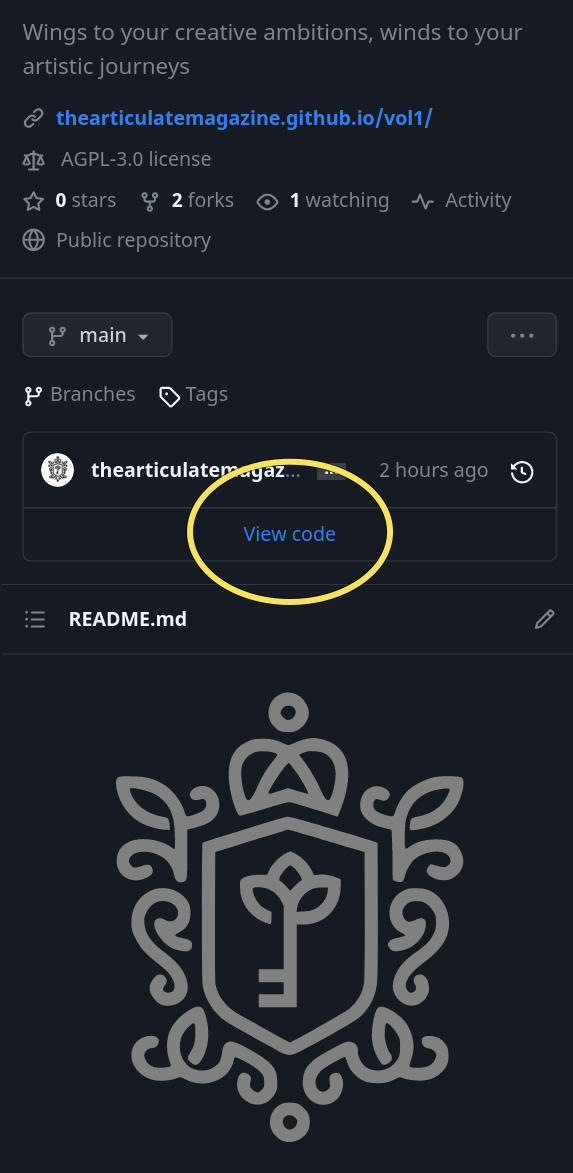 Wings to your creative ambitions, winds to your
artistic journeys
thearticulatemagazine.github.io/vol1/
AGPL-3.0 license
0 stars 2 forks 1 watching Activity
Public repository
main ...
Branches Tags
thearticulatemagaz... ... 2 hours ago
View code
README.md